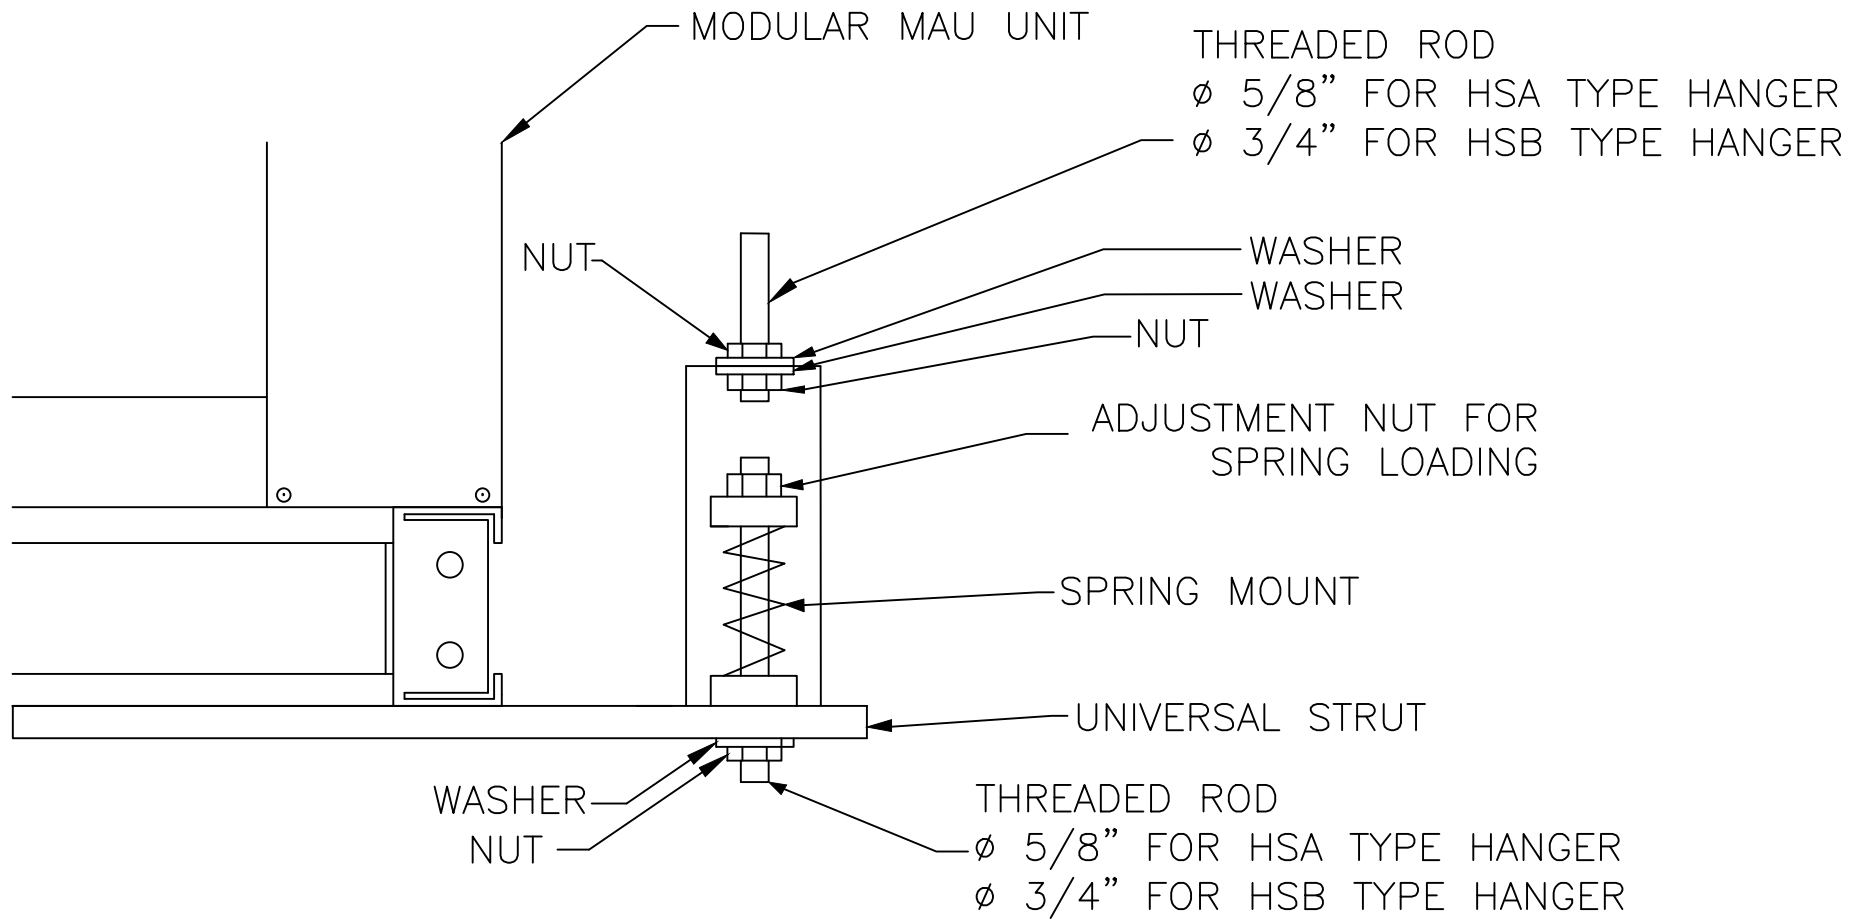 MODULAR MAU UNIT
THREADED ROD
ø 5/8” FOR HSA TYPE HANGER
ø 3/4” FOR HSB TYPE HANGER
NUT
WASHER
WASHER
NUT
ADJUSTMENT NUT FOR
SPRING LOADING
SPRING MOUNT
UNIVERSAL STRUT
WASHER
NUT
THREADED ROD
ø 5/8” FOR HSA TYPE HANGER
ø 3/4” FOR HSB TYPE HANGER